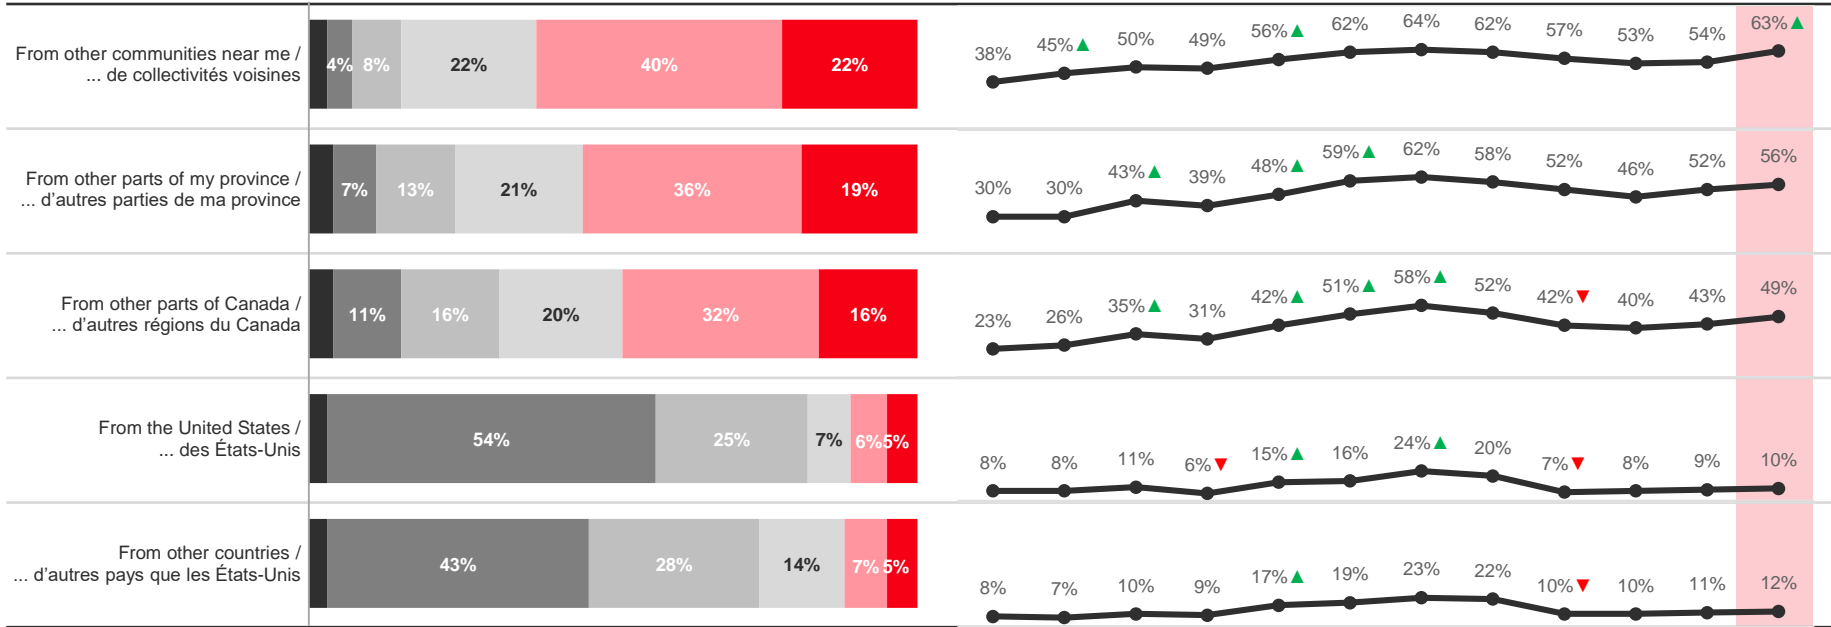 From other communities near me /
... de collectivités voisines
4% 8% 22% 40% 22%
38% 45%▲ 50% 49% 56%▲ 62% 64% 62% 57% 53% 54% 63%▲
From other parts of my province /
... d'autres parties de ma province
7% 13% 21% 36% 19%
30% 30% 43%▲ 39% 48%▲ 59%▲ 62% 58% 52% 46% 52% 56%
From other parts of Canada /
... d'autres régions du Canada
11% 16% 20% 32% 16%
23% 26% 35%▲ 31% 42%▲ 51%▲ 58%▲ 52% 42%▼ 40% 43% 49%
From the United States /
... des États-Unis
54% 25% 7% 6% 5%
8% 8% 11% 6%▼ 15%▲ 16% 24%▲ 20% 7%▼ 8% 9% 10%
From other countries /
... d'autres pays que les États-Unis
43% 28% 14% 7% 5%
8% 7% 10% 9% 17%▲ 19% 23% 22% 10%▼ 10% 11% 12%